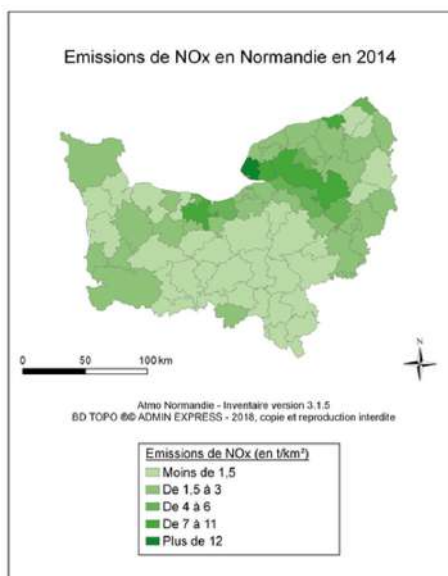 Emissions de NOx en Normandie en 2014
N
0 50 100 km
Atmo Normandie - Inventaire version 3.1.5
BD TOPO ®© ADMIN EXPRESS - 2018, copie et reproduction interdite
Emissions de NOx (en t/km²)
Moins de 1,5
De 1,5 à 3
De 4 à 6
De 7 à 11
Plus de 12